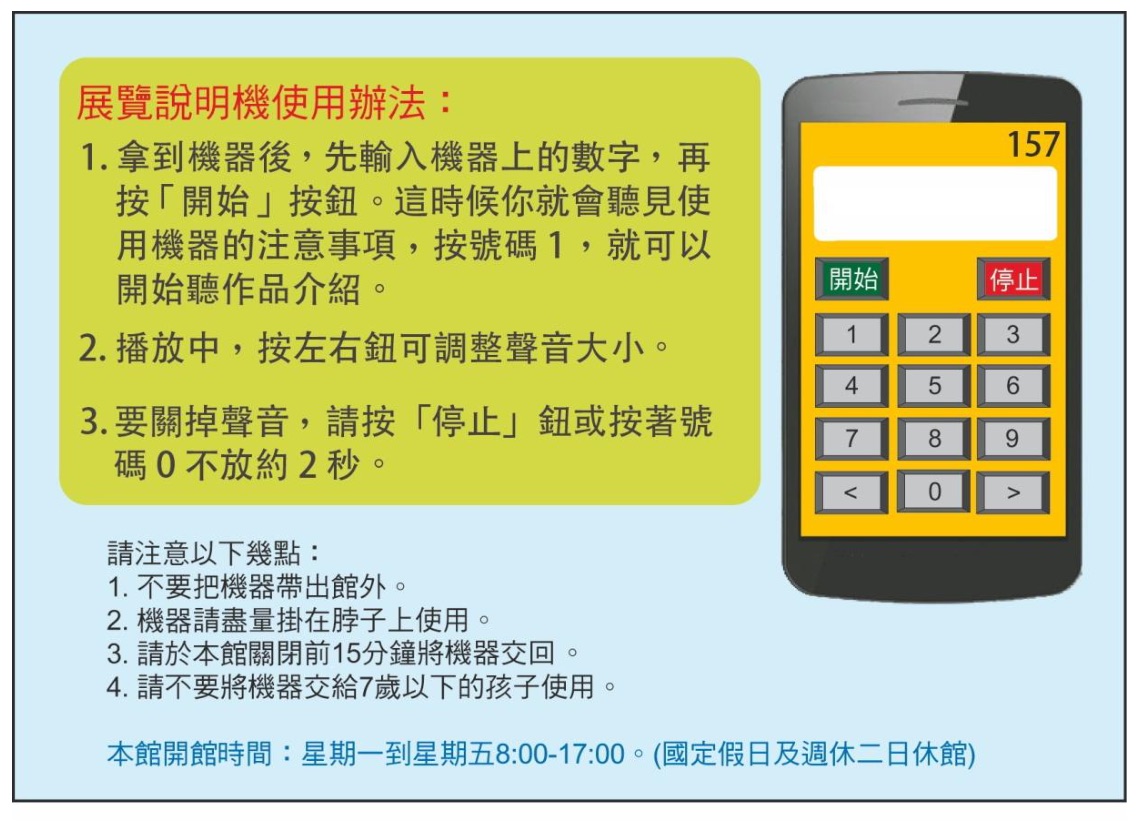 展覽說明機使用辦法：
1. 拿到機器後，先輸入機器上的數字，再
按「開始」按鈕。這時候你就會聽見使
用機器的注意事項，按號碼 1，就可以
開始聽作品介紹。
2. 播放中，按左右鈕可調整聲音大小。
3. 要關掉聲音，請按「停止」鈕或按著號
碼 0 不放約 2 秒。
157
開始 停止
1 2 3
4 5 6
7 8 9
< 0 >
請注意以下幾點：
1. 不要把機器帶出館外。
2. 機器請盡量掛在脖子上使用。
3. 請於本館關閉前15分鐘將機器交回。
4. 請不要將機器交給7歲以下的孩子使用。
本館開館時間：星期一到星期五8:00-17:00。(國定假日及週休二日休館)